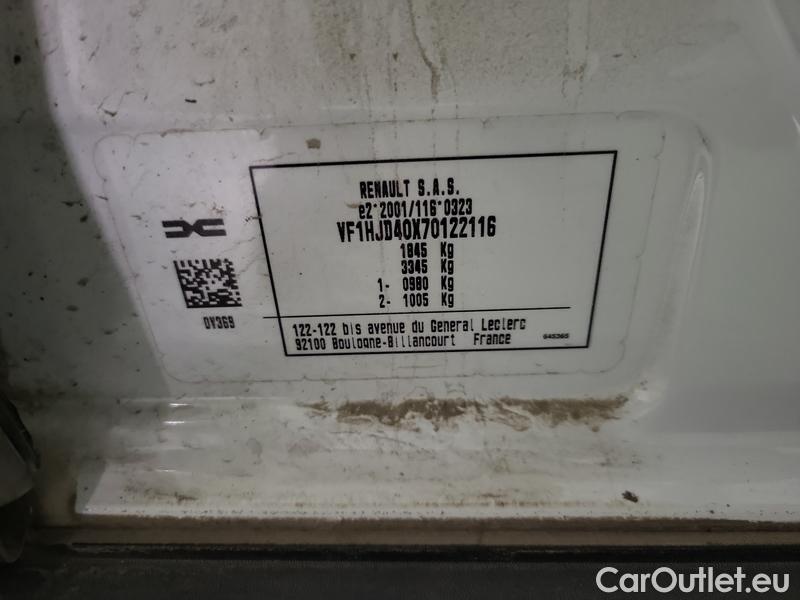 RENAULT S.A.S.
e2*2001/116*0323
VF1HJD40X70122116
1845 Kg
3345 Kg
1- 0980 Kg
2- 1005 Kg
DV369
122-122 bis avenue du General Leclerc
92100 Boulogne-Billancourt France
645365
CarOutlet.eu